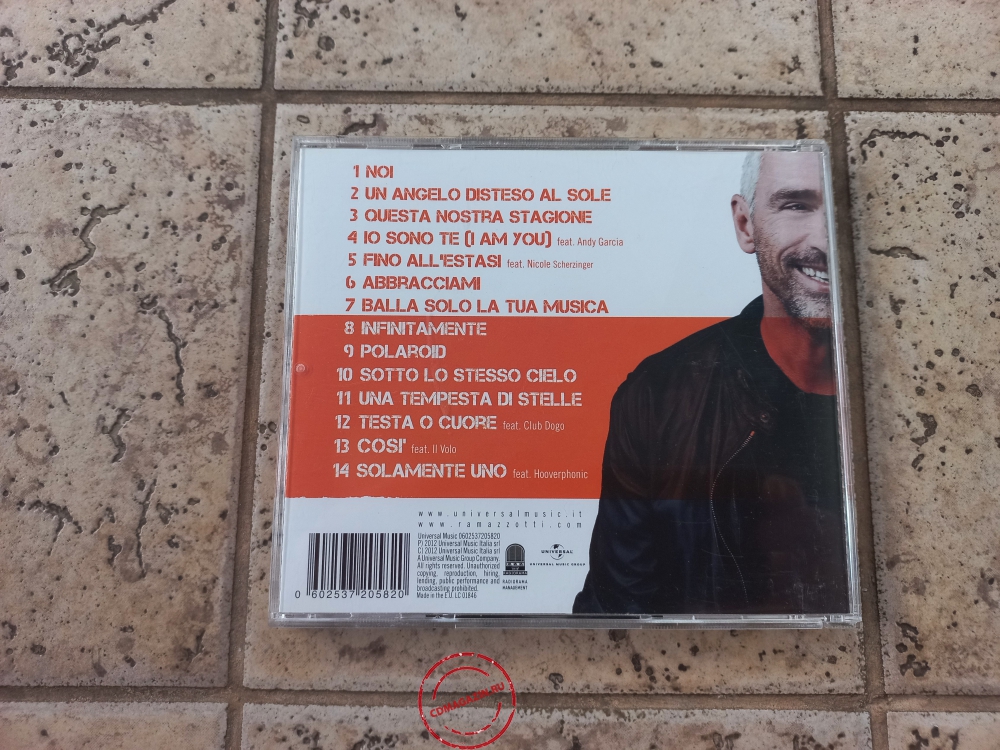 1 NOI
2 UN ANGELO DISTESO AL SOLE
3 QUESTA NOSTRA STAGIONE
4 IO SONO TE (I AM YOU) feat. Andy Garcia
5 FINO ALL'ESTASI feat. Nicole Scherzinger
6 ABBRACCIAMI
7 BALLA SOLO LA TUA MUSICA
8 INFINITAMENTE
9 POLAROID
10 SOTTO LO STESSO CIELO
11 UNA TEMPESTA DI STELLE
12 TESTA O CUORE feat. Club Dogo
13 COSI' feat. Il Volo
14 SOLAMENTE UNO feat. Hooverphonic
www.universalmusic.it
www.ramazzotti.com
Universal Music 0602537205820
P) 2012 Universal Music Italia srl
C) 2012 Universal Music Italia srl
A Universal Music Group Company.
All rights reserved. Unauthorized
copying, reproduction, hiring,
lending, public performance and
broadcasting prohibited.
Made in the E.U. LC 01846
0 602537 205820
RADIORAMA
MANAGEMENT
UNIVERSAL
UNIVERSAL MUSIC GROUP
CDMAGAZIN.RU